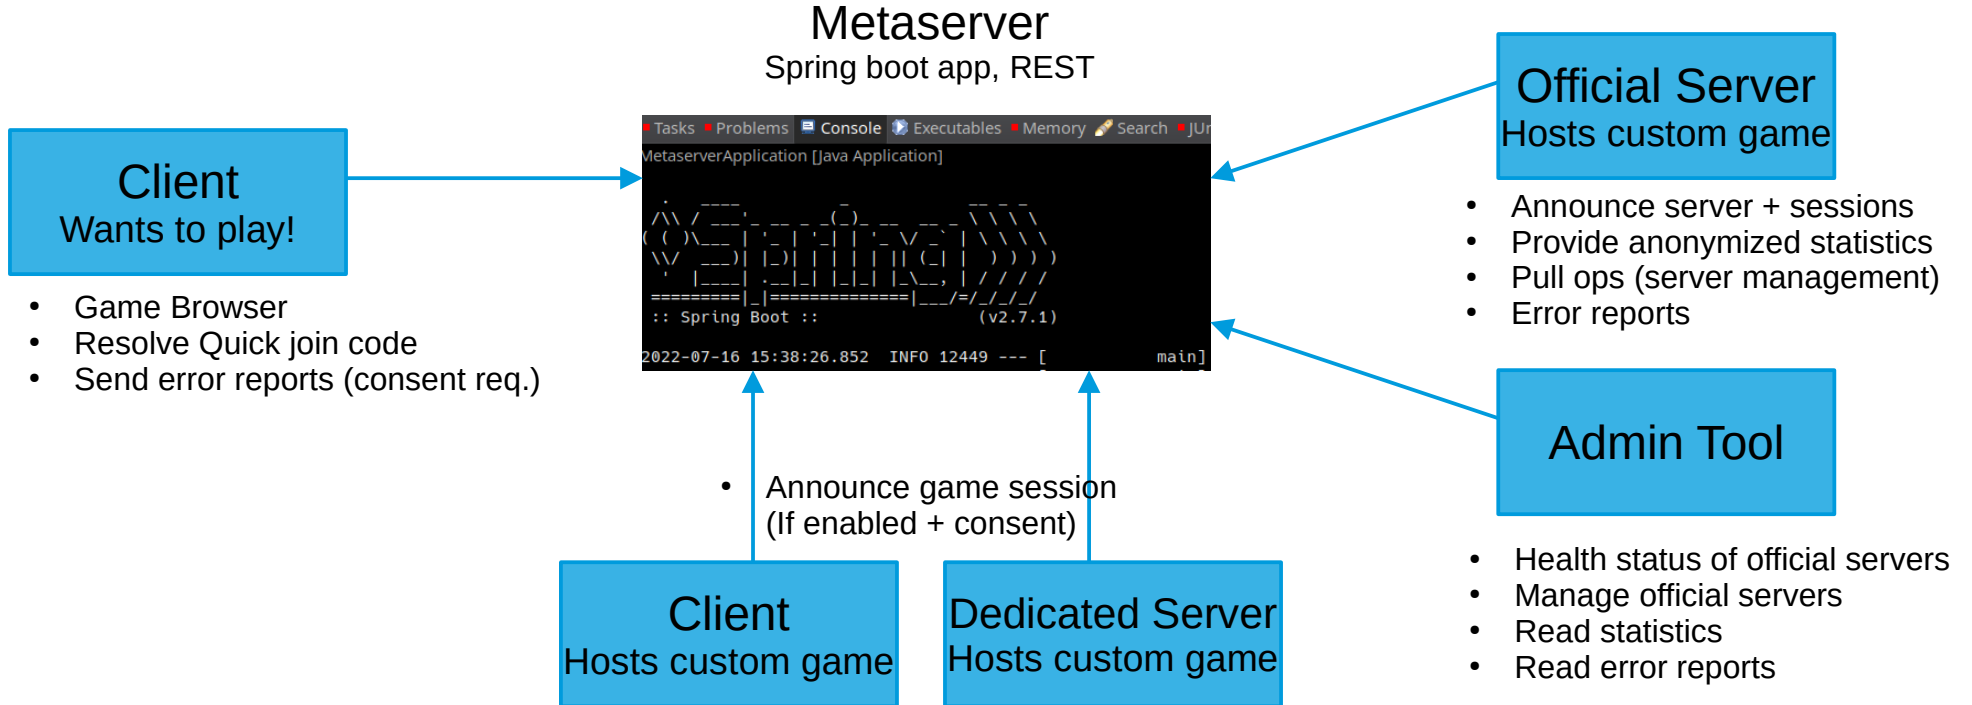 Metaserver
Spring boot app, REST
Client
Wants to play!
• Game Browser
• Resolve Quick join code
• Send error reports (consent req.)
Tasks Problems Console Executables Memory Search JUn
MetaserverApplication [Java Application]
Spring
:: Spring Boot :: (v2.7.1)
2022-07-16 15:38:26.852 INFO 12449 --- [ main]
• Announce game session
(If enabled + consent)
Client
Hosts custom game
Dedicated Server
Hosts custom game
Official Server
Hosts custom game
• Announce server + sessions
• Provide anonymized statistics
• Pull ops (server management)
• Error reports
Admin Tool
• Health status of official servers
• Manage official servers
• Read statistics
• Read error reports